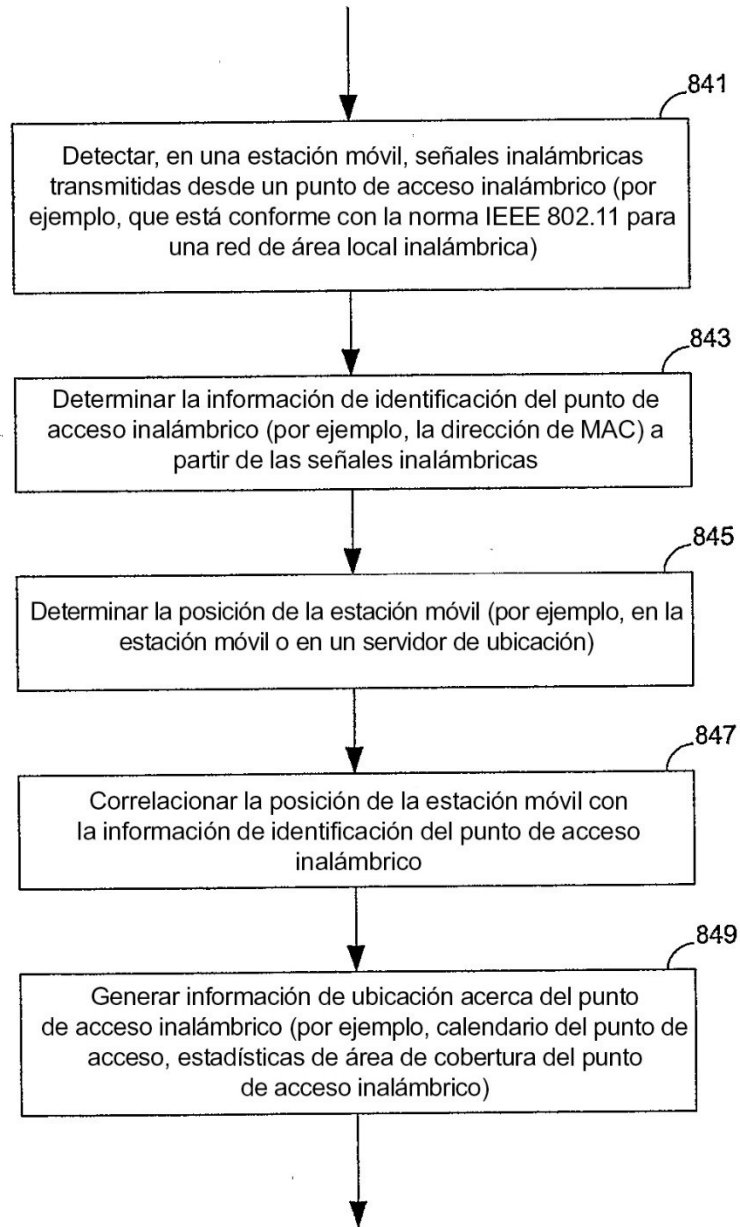 841
Detectar, en una estación móvil, señales inalámbricas
transmitidas desde un punto de acceso inalámbrico (por
ejemplo, que está conforme con la norma IEEE 802.11 para
una red de área local inalámbrica)
843
Determinar la información de identificación del punto de
acceso inalámbrico (por ejemplo, la dirección de MAC) a
partir de las señales inalámbricas
845
Determinar la posición de la estación móvil (por ejemplo, en la
estación móvil o en un servidor de ubicación)
847
Correlacionar la posición de la estación móvil con
la información de identificación del punto de acceso
inalámbrico
849
Generar información de ubicación acerca del punto
de acceso inalámbrico (por ejemplo, calendario del punto de
acceso, estadísticas de área de cobertura del punto
de acceso inalámbrico)